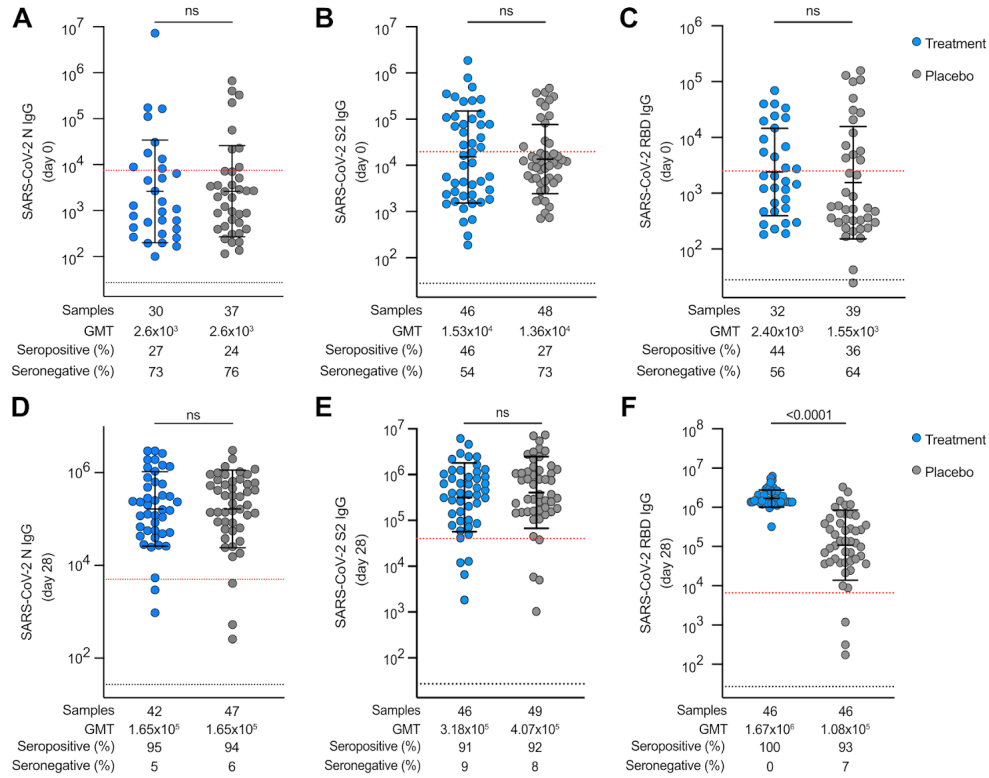 A
ns
10⁷
10⁶
10⁵
10⁴
10³
10²
SARS-CoV-2 N IgG
(day 0)
Samples 30 37
GMT 2.6x10³ 2.6x10³
Seropositive (%) 27 24
Seronegative (%) 73 76
B
ns
10⁷
10⁶
10⁵
10⁴
10³
10²
SARS-CoV-2 S2 IgG
(day 0)
46 48
1.53x10⁴ 1.36x10⁴
46 27
54 73
C
ns
10⁶
10⁵
10⁴
10³
10²
SARS-CoV-2 RBD IgG
(day 0)
Samples 32 39
GMT 2.40x10³ 1.55x10³
Seropositive (%) 44 36
Seronegative (%) 56 64
Treatment
Placebo
D
ns
10⁶
10⁴
10²
SARS-CoV-2 N IgG
(day 28)
Samples 42 47
GMT 1.65x10⁵ 1.65x10⁵
Seropositive (%) 95 94
Seronegative (%) 5 6
E
ns
10⁷
10⁶
10⁵
10⁴
10³
10²
SARS-CoV-2 S2 IgG
(day 28)
Samples 46 49
GMT 3.18x10⁵ 4.07x10⁵
Seropositive (%) 91 92
Seronegative (%) 9 8
F
<0.0001
10⁸
10⁷
10⁶
10⁵
10⁴
10³
10²
SARS-CoV-2 RBD IgG
(day 28)
Samples 46 46
GMT 1.67x10⁶ 1.08x10⁵
Seropositive (%) 100 93
Seronegative (%) 0 7
Treatment
Placebo